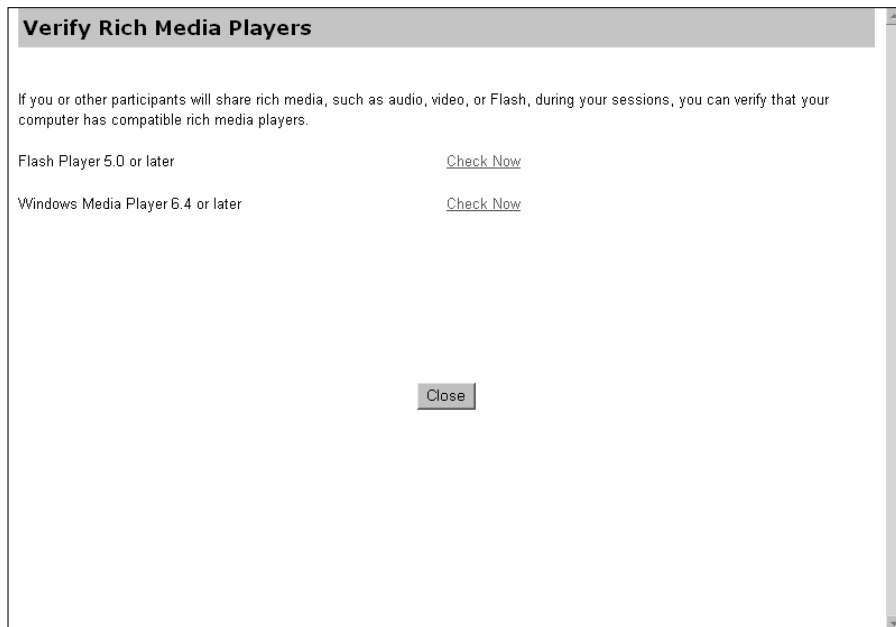 Verify Rich Media Players
If you or other participants will share rich media, such as audio, video, or Flash, during your sessions, you can verify that your
computer has compatible rich media players.
Flash Player 5.0 or later Check Now
Windows Media Player 6.4 or later Check Now
Close